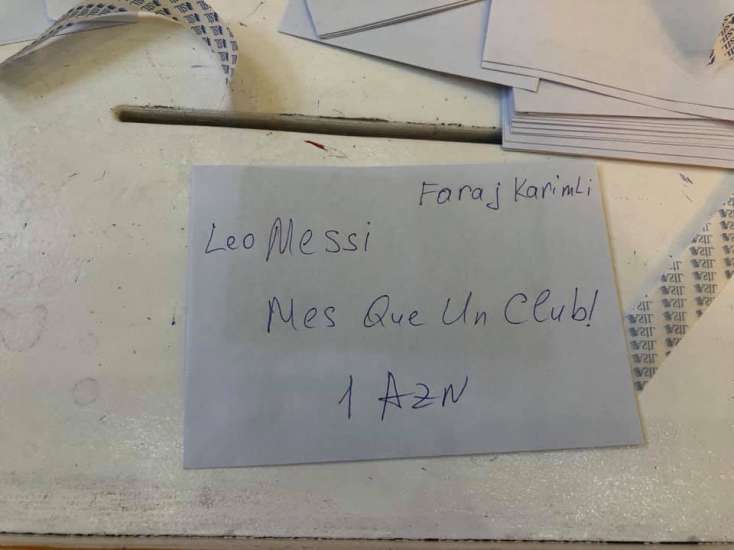 Faraj Karimli
Leo Messi
Mes Que Un Club!
1 AZN